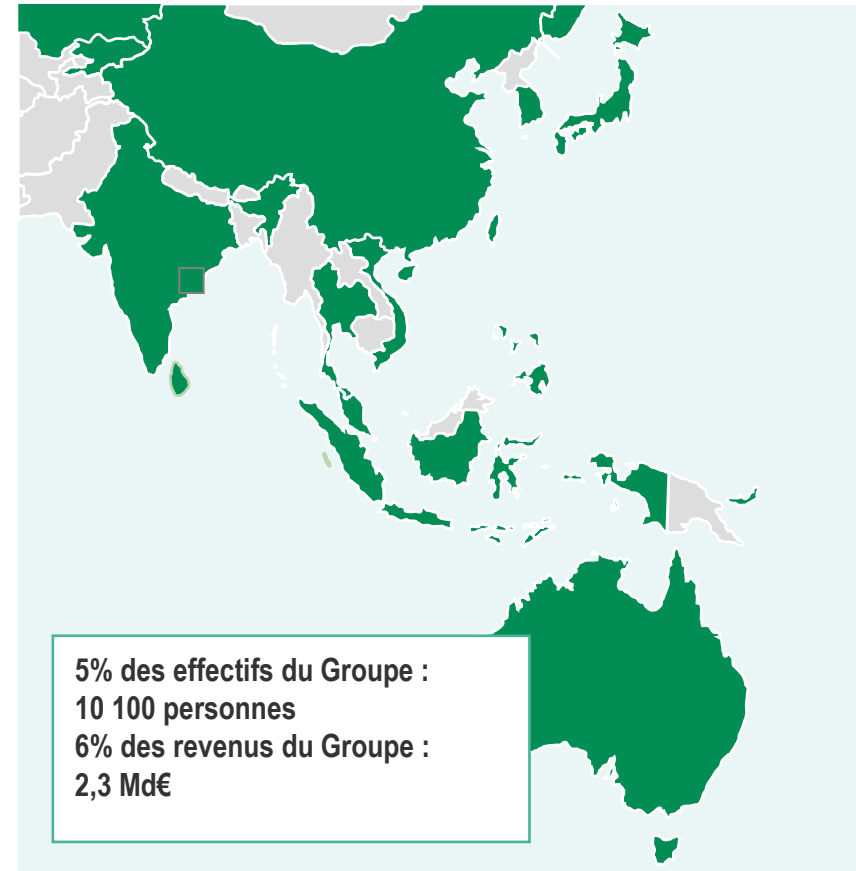 5% des effectifs du Groupe :
10 100 personnes
6% des revenus du Groupe :
2,3 Md€